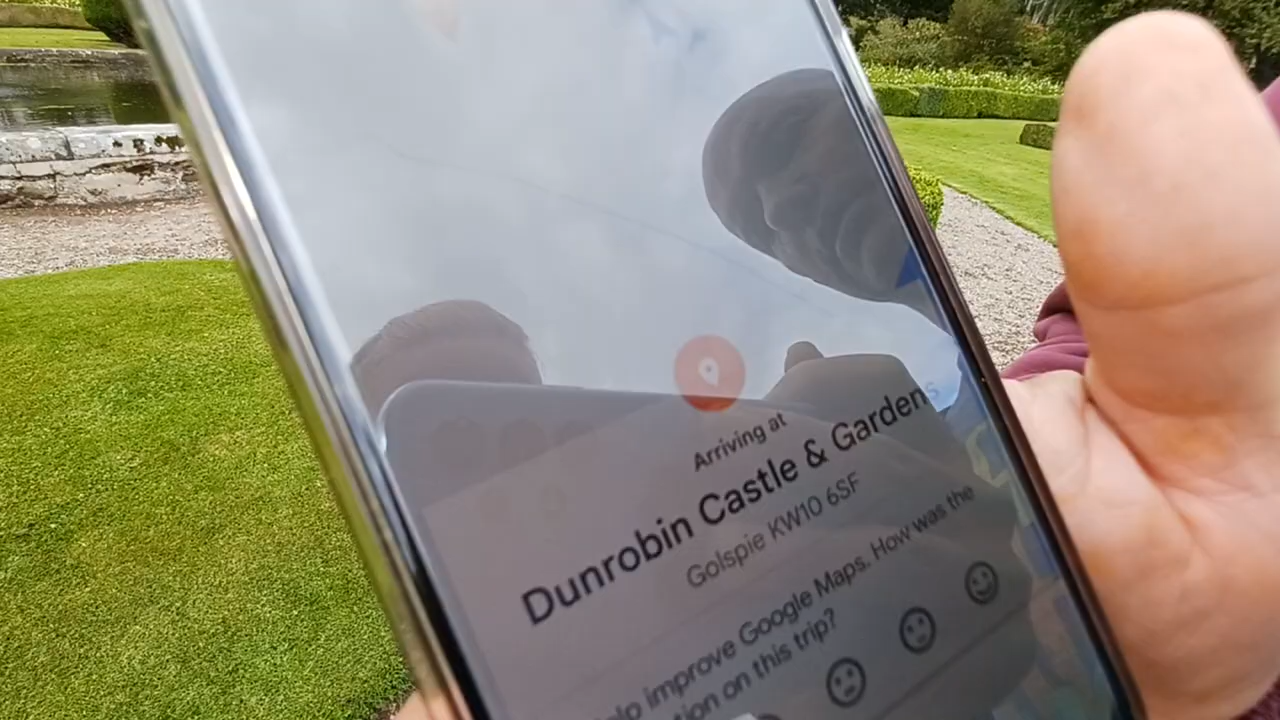 Arriving at
Dunrobin Castle & Gardens
Golspie KW10 6SF
improve Google Maps. How was the
on this trip?